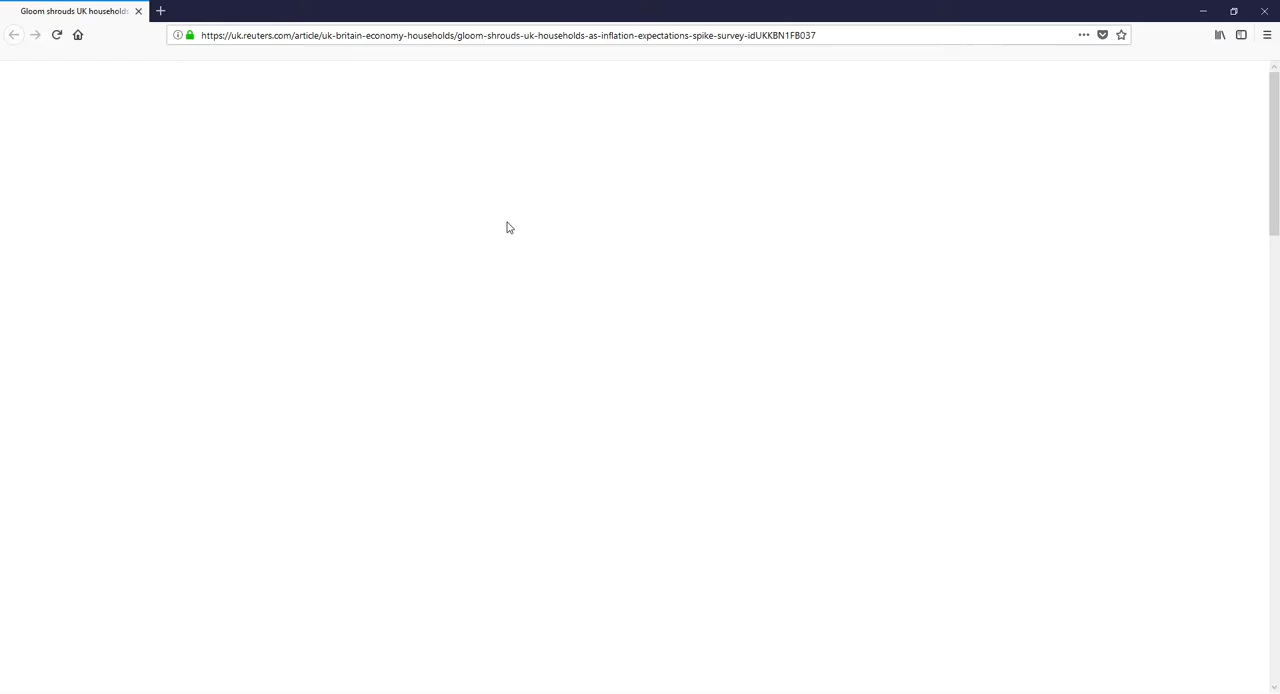 Gloom shrouds UK households
https://uk.reuters.com/article/uk-britain-economy-households/gloom-shrouds-uk-households-as-inflation-expectations-spike-survey-idUKKBN1FB037